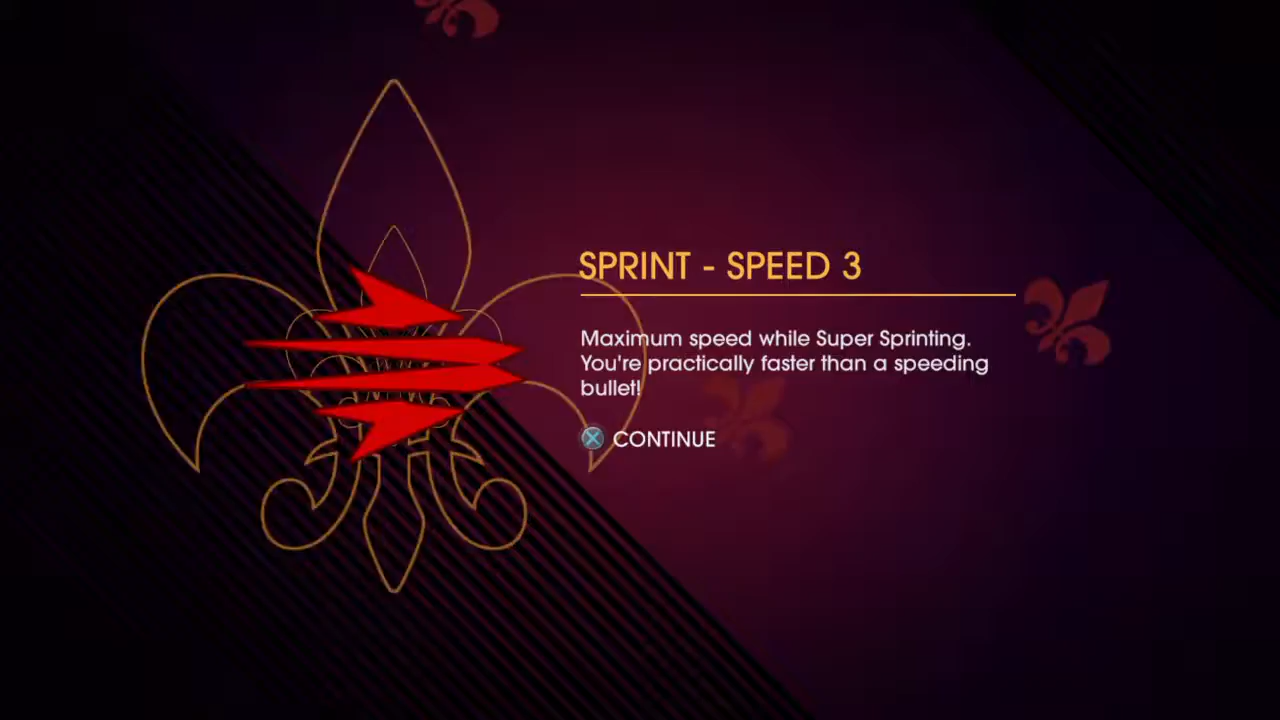 SPRINT - SPEED 3
Maximum speed while Super Sprinting.
You're practically faster than a speeding
bullet!
CONTINUE